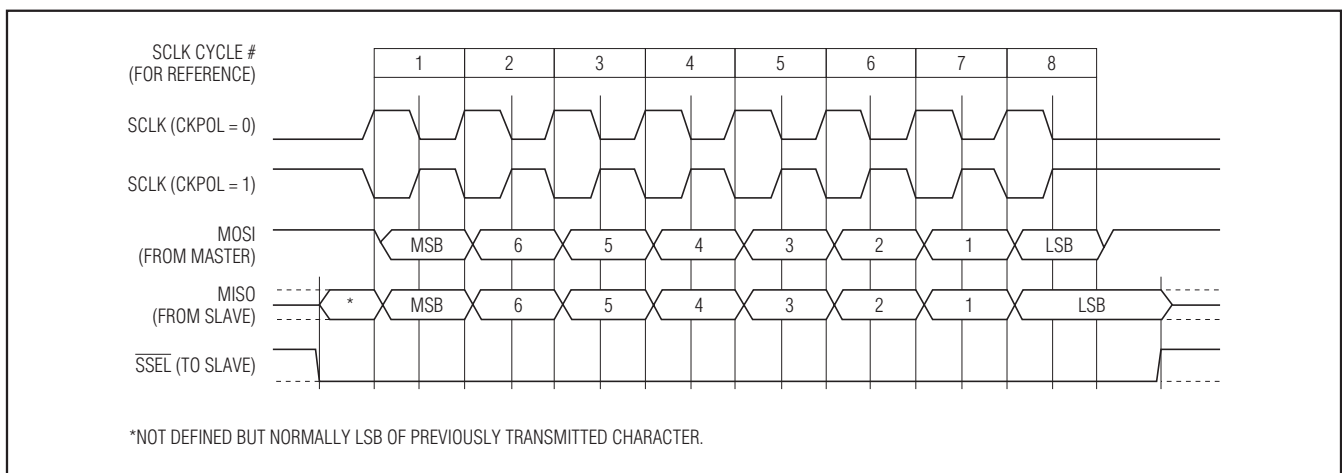 SCLK CYCLE #
(FOR REFERENCE)
1 2 3 4 5 6 7 8
SCLK (CKPOL = 0)
SCLK (CKPOL = 1)
MOSI
(FROM MASTER)
MSB 6 5 4 3 2 1 LSB
MISO
(FROM SLAVE)
* MSB 6 5 4 3 2 1 LSB
SSEL (TO SLAVE)
*NOT DEFINED BUT NORMALLY LSB OF PREVIOUSLY TRANSMITTED CHARACTER.